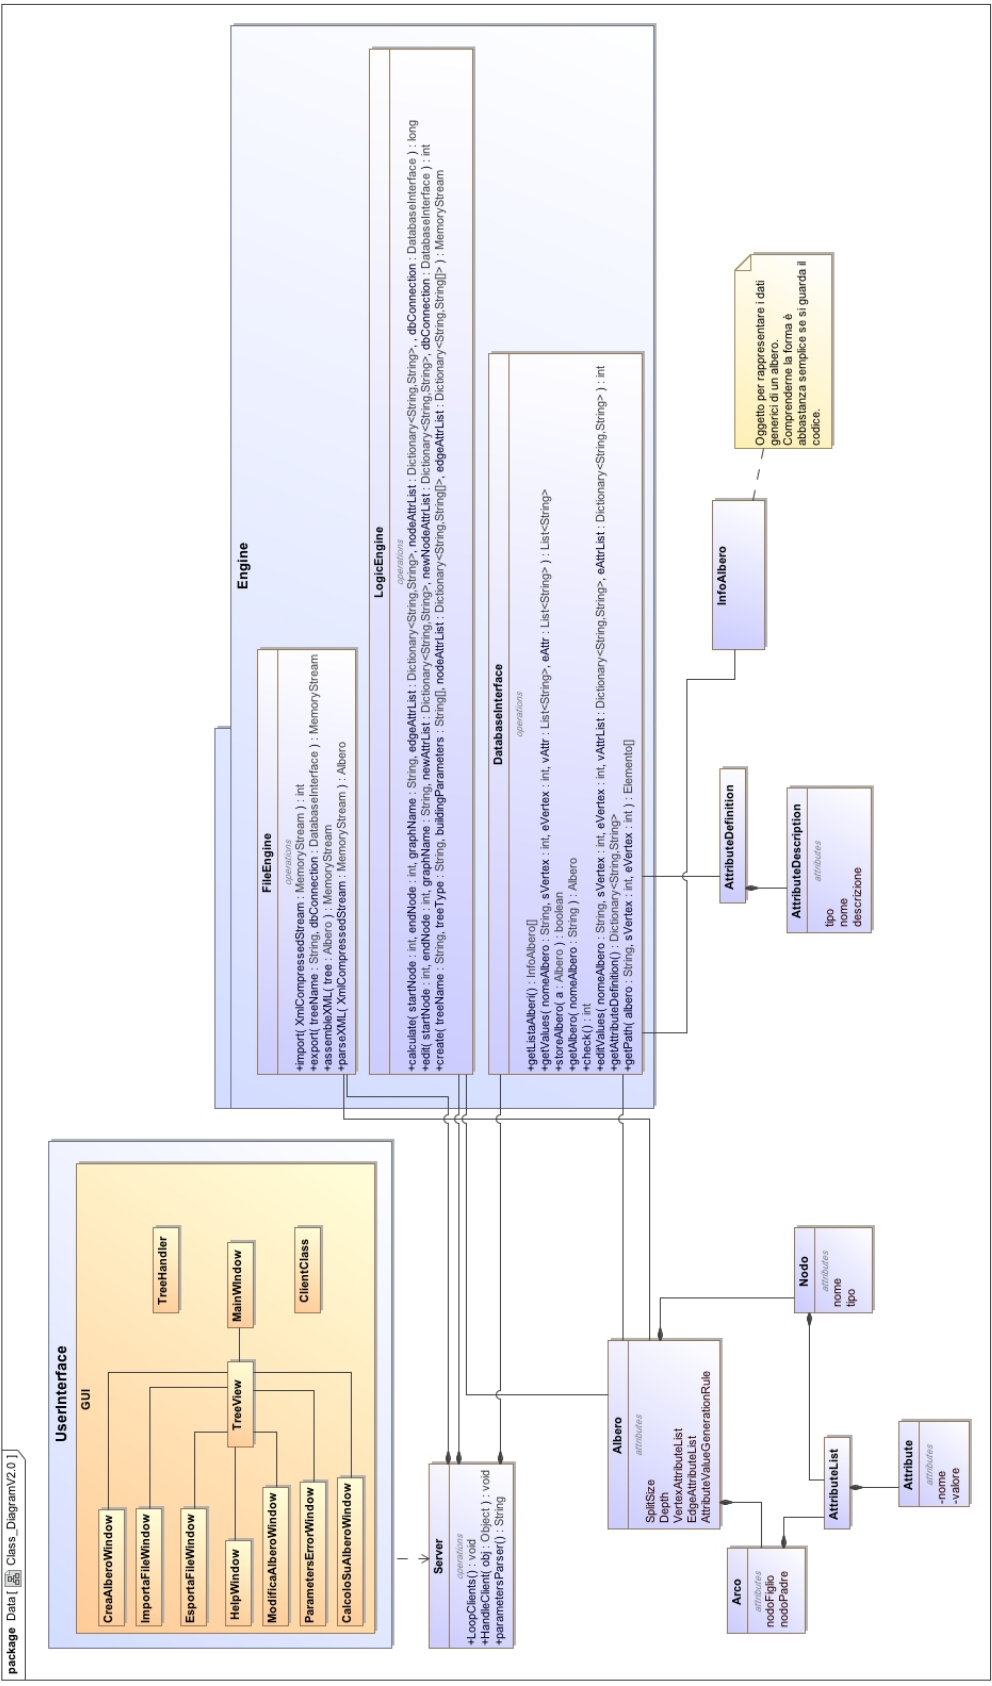 package Data [ Class_DiagramV2.0 ]
UserInterface
GUI
CreaAlberoWindow
ImportaFileWindow
EsportaFileWindow
HelpWindow
ModificaAlberoWindow
ParametersErrorWindow
CalcoloSuAlberoWindow
TreeView
MainWIndow
TreeHandler
ClientClass
Engine
FileEngine
operations
+import( XmlCompressedStream : MemoryStream ) : int
+export( treeName : String, dbConnection : DatabaseInterface ) : MemoryStream
+assembleXML( tree : Albero ) : MemoryStream
+parseXML( XmlCompressedStream : MemoryStream ) : Albero
LogicEngine
operations
+calculate( startNode : int, endNode : int, graphName : String, edgeAttrList : Dictionary<String,String>, nodeAttrList : Dictionary<String,String>, , dbConnection : DatabaseInterface ) : long
+edit( startNode : int, endNode : int, graphName : String, newAttrList : Dictionary<String,String>, newNodeAttrList : Dictionary<String,String>, dbConnection : DatabaseInterface ) : int
+create( treeName : String, treeType : String, buildingParameters : String[], nodeAttrList : Dictionary<String,String[]>, edgeAttrList : Dictionary<String,String[]> ) : MemoryStream
DatabaseInterface
operations
+getListaAlberi() : InfoAlbero[]
+getValues( nomeAlbero : String, sVertex : int, eVertex : int, vAttr : List<String>, eAttr : List<String> ) : List<String>
+storeAlbero( a : Albero ) : boolean
+getAlbero( nomeAlbero : String ) : Albero
+check() : int
+editValues( nomeAlbero : String, sVertex : int, eVertex : int, vAttrList : Dictionary<String,String>, eAttrList : Dictionary<String,String> ) : int
+getAttributeDefinition() : Dictionary<String,String>
+getPath( albero : String, sVertex : int, eVertex : int ) : Elemento[]
Server
operations
+LoopClients() : void
+HandleClient( obj : Object ) : void
+parametersParser() : String
Albero
attributes
SplitSize
Depth
VertexAttributeList
EdgeAttributeList
AttributeValueGenerationRule
Arco
attributes
nodoFiglio
nodoPadre
Nodo
attributes
nome
tipo
AttributeList
Attribute
attributes
-nome
-valore
AttributeDefinition
AttributeDescription
attributes
tipo
nome
descrizione
InfoAlbero
Oggetto per rappresentare i dati
generici di un albero.
Comprenderne la forma è
abbastanza semplice se si guarda il
codice.